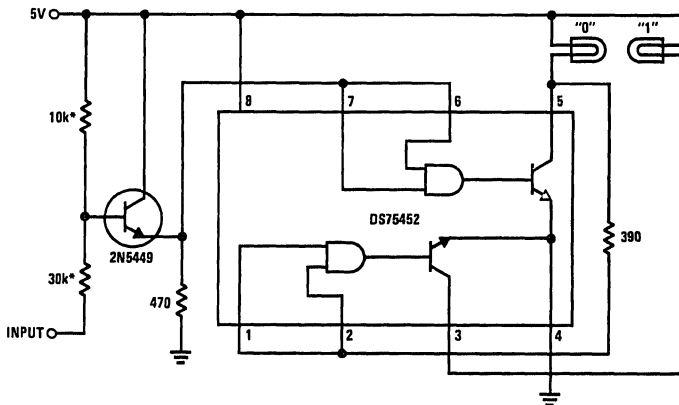 5V
"0" "1"
8 7 6 5
10k*
DS75452
2N5449
390
30k*
470
INPUT
1 2 3 4